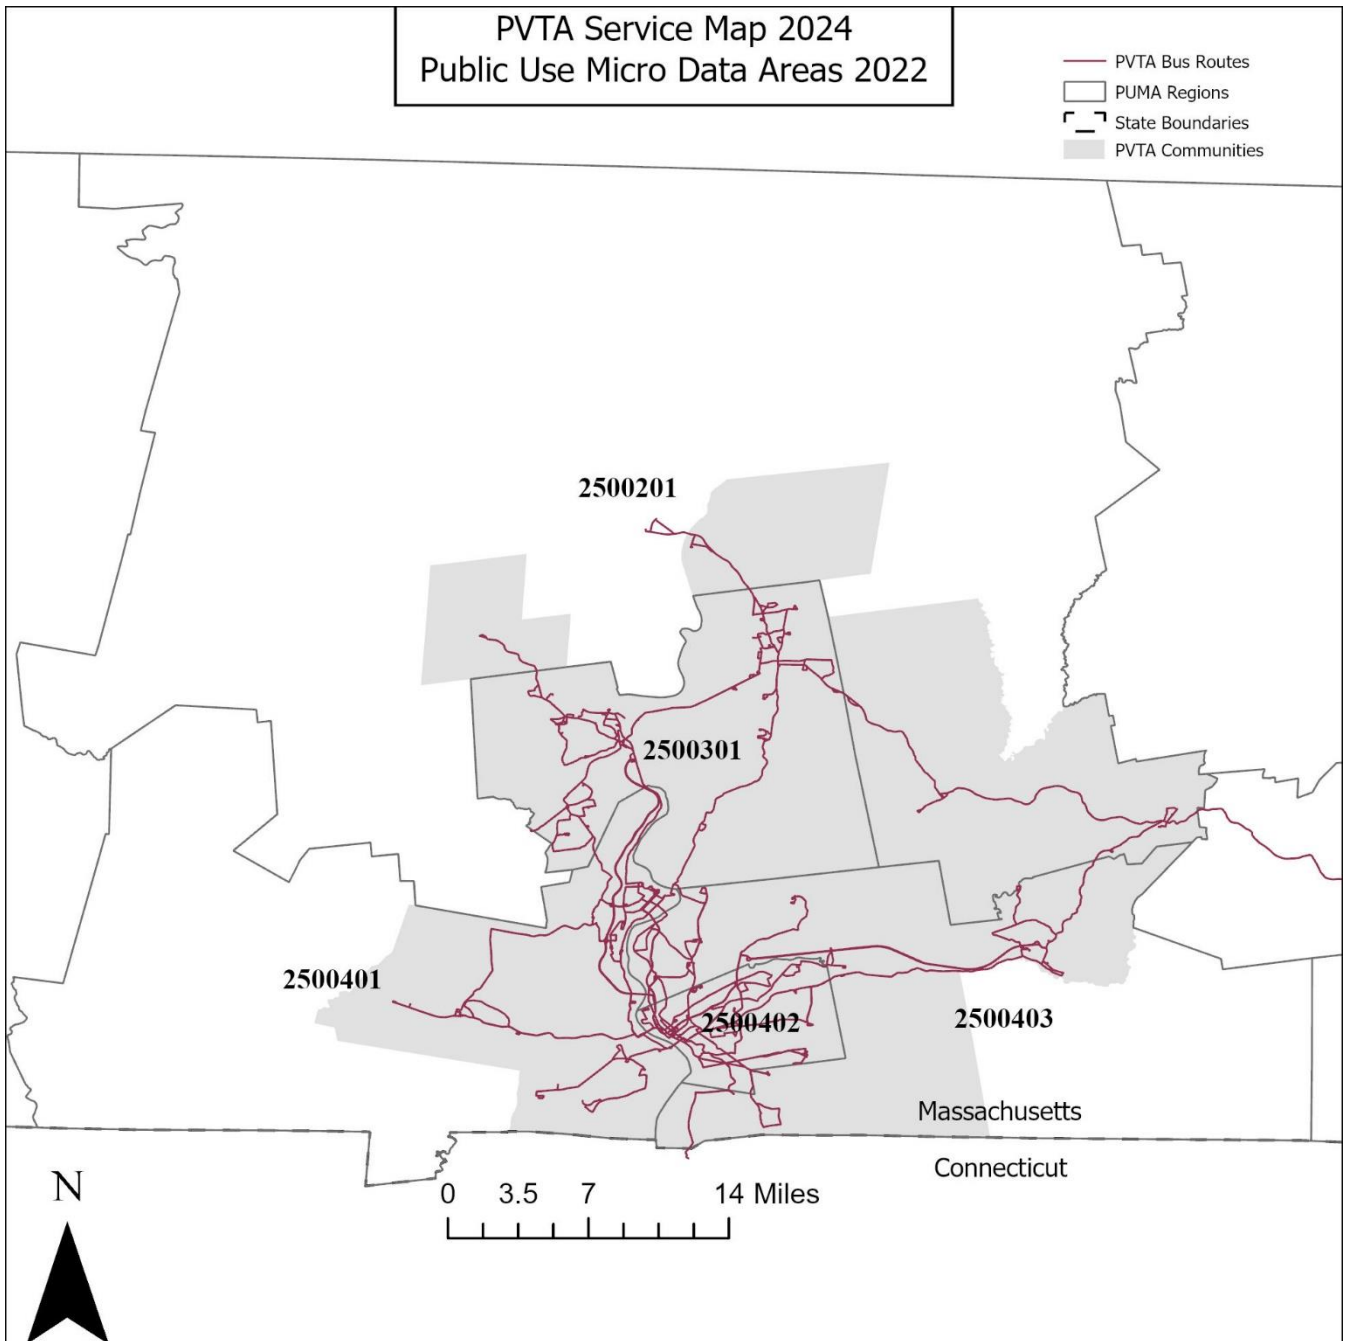 PVTA Service Map 2024
Public Use Micro Data Areas 2022
PVTA Bus Routes
PUMA Regions
State Boundaries
PVTA Communities
2500201
2500301
2500401
2500402
2500403
Massachusetts
Connecticut
N
0 3.5 7 14 Miles